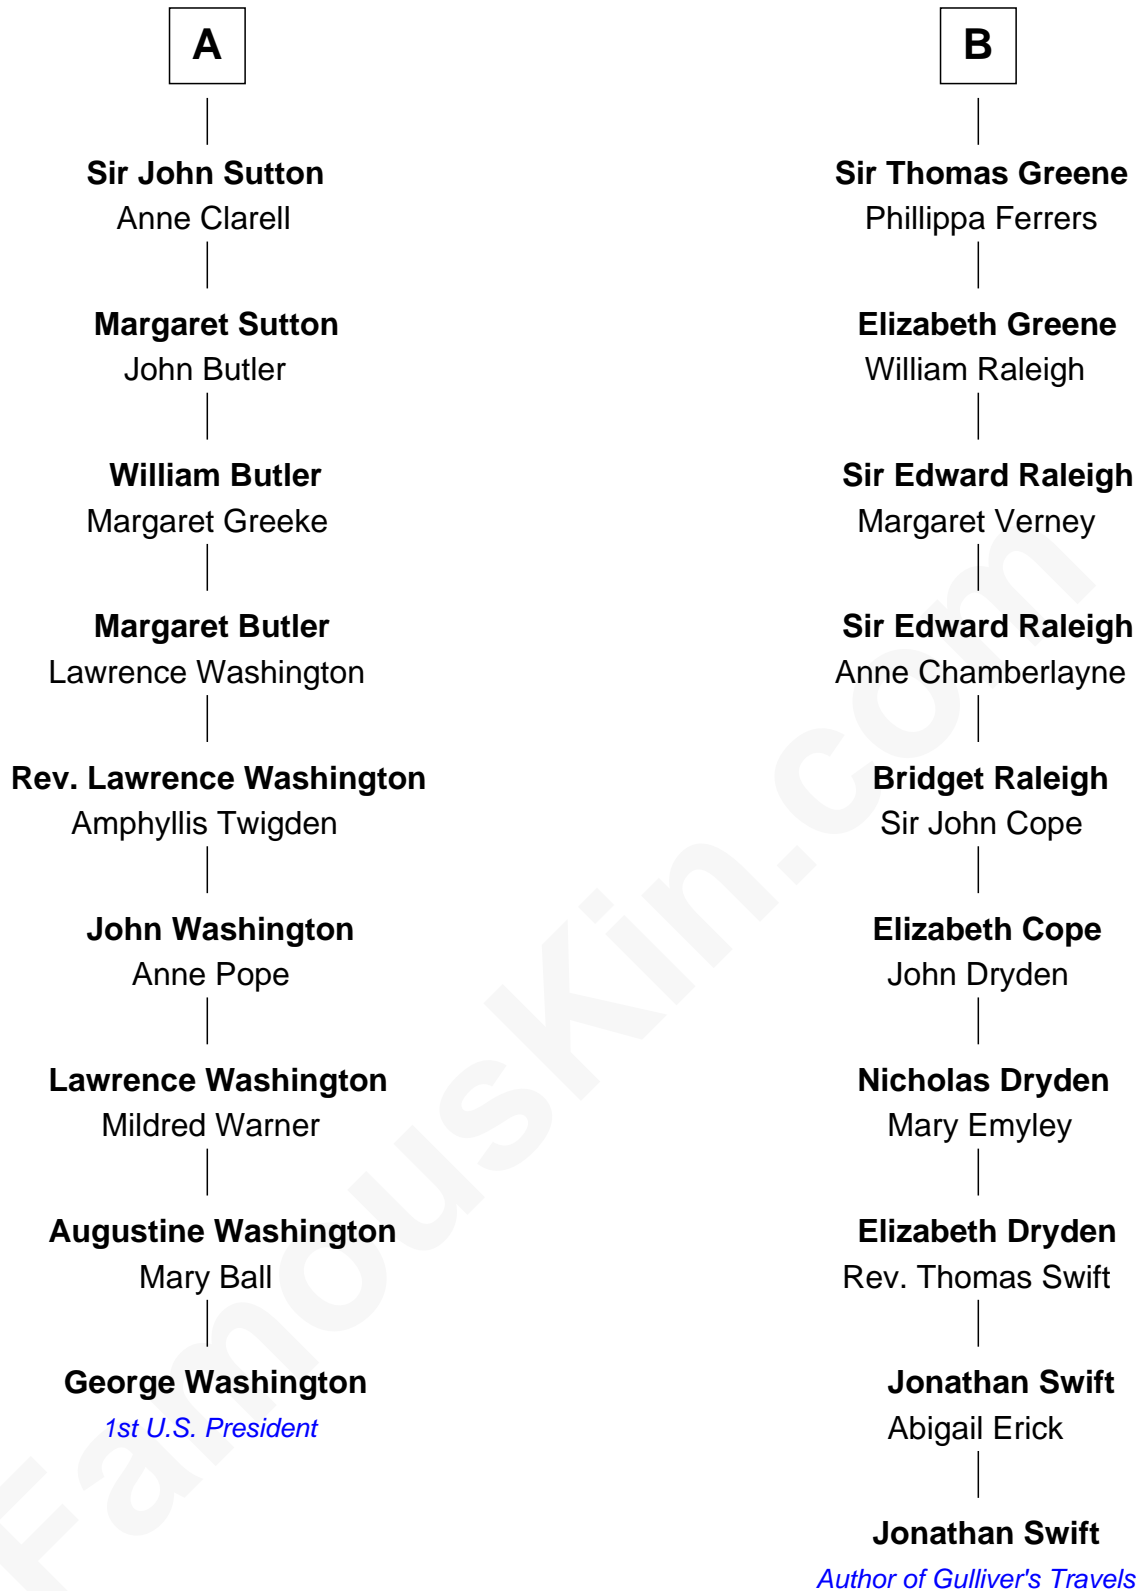 A
Sir John Sutton
Anne Clarell
Margaret Sutton
John Butler
William Butler
Margaret Greeke
Margaret Butler
Lawrence Washington
Rev. Lawrence Washington
Amphyllis Twigden
John Washington
Anne Pope
Lawrence Washington
Mildred Warner
Augustine Washington
Mary Ball
George Washington
1st U.S. President
B
Sir Thomas Greene
Phillippa Ferrers
Elizabeth Greene
William Raleigh
Sir Edward Raleigh
Margaret Verney
Sir Edward Raleigh
Anne Chamberlayne
Bridget Raleigh
Sir John Cope
Elizabeth Cope
John Dryden
Nicholas Dryden
Mary Emyley
Elizabeth Dryden
Rev. Thomas Swift
Jonathan Swift
Abigail Erick
Jonathan Swift
Author of Gulliver's Travels
FamousKin.com